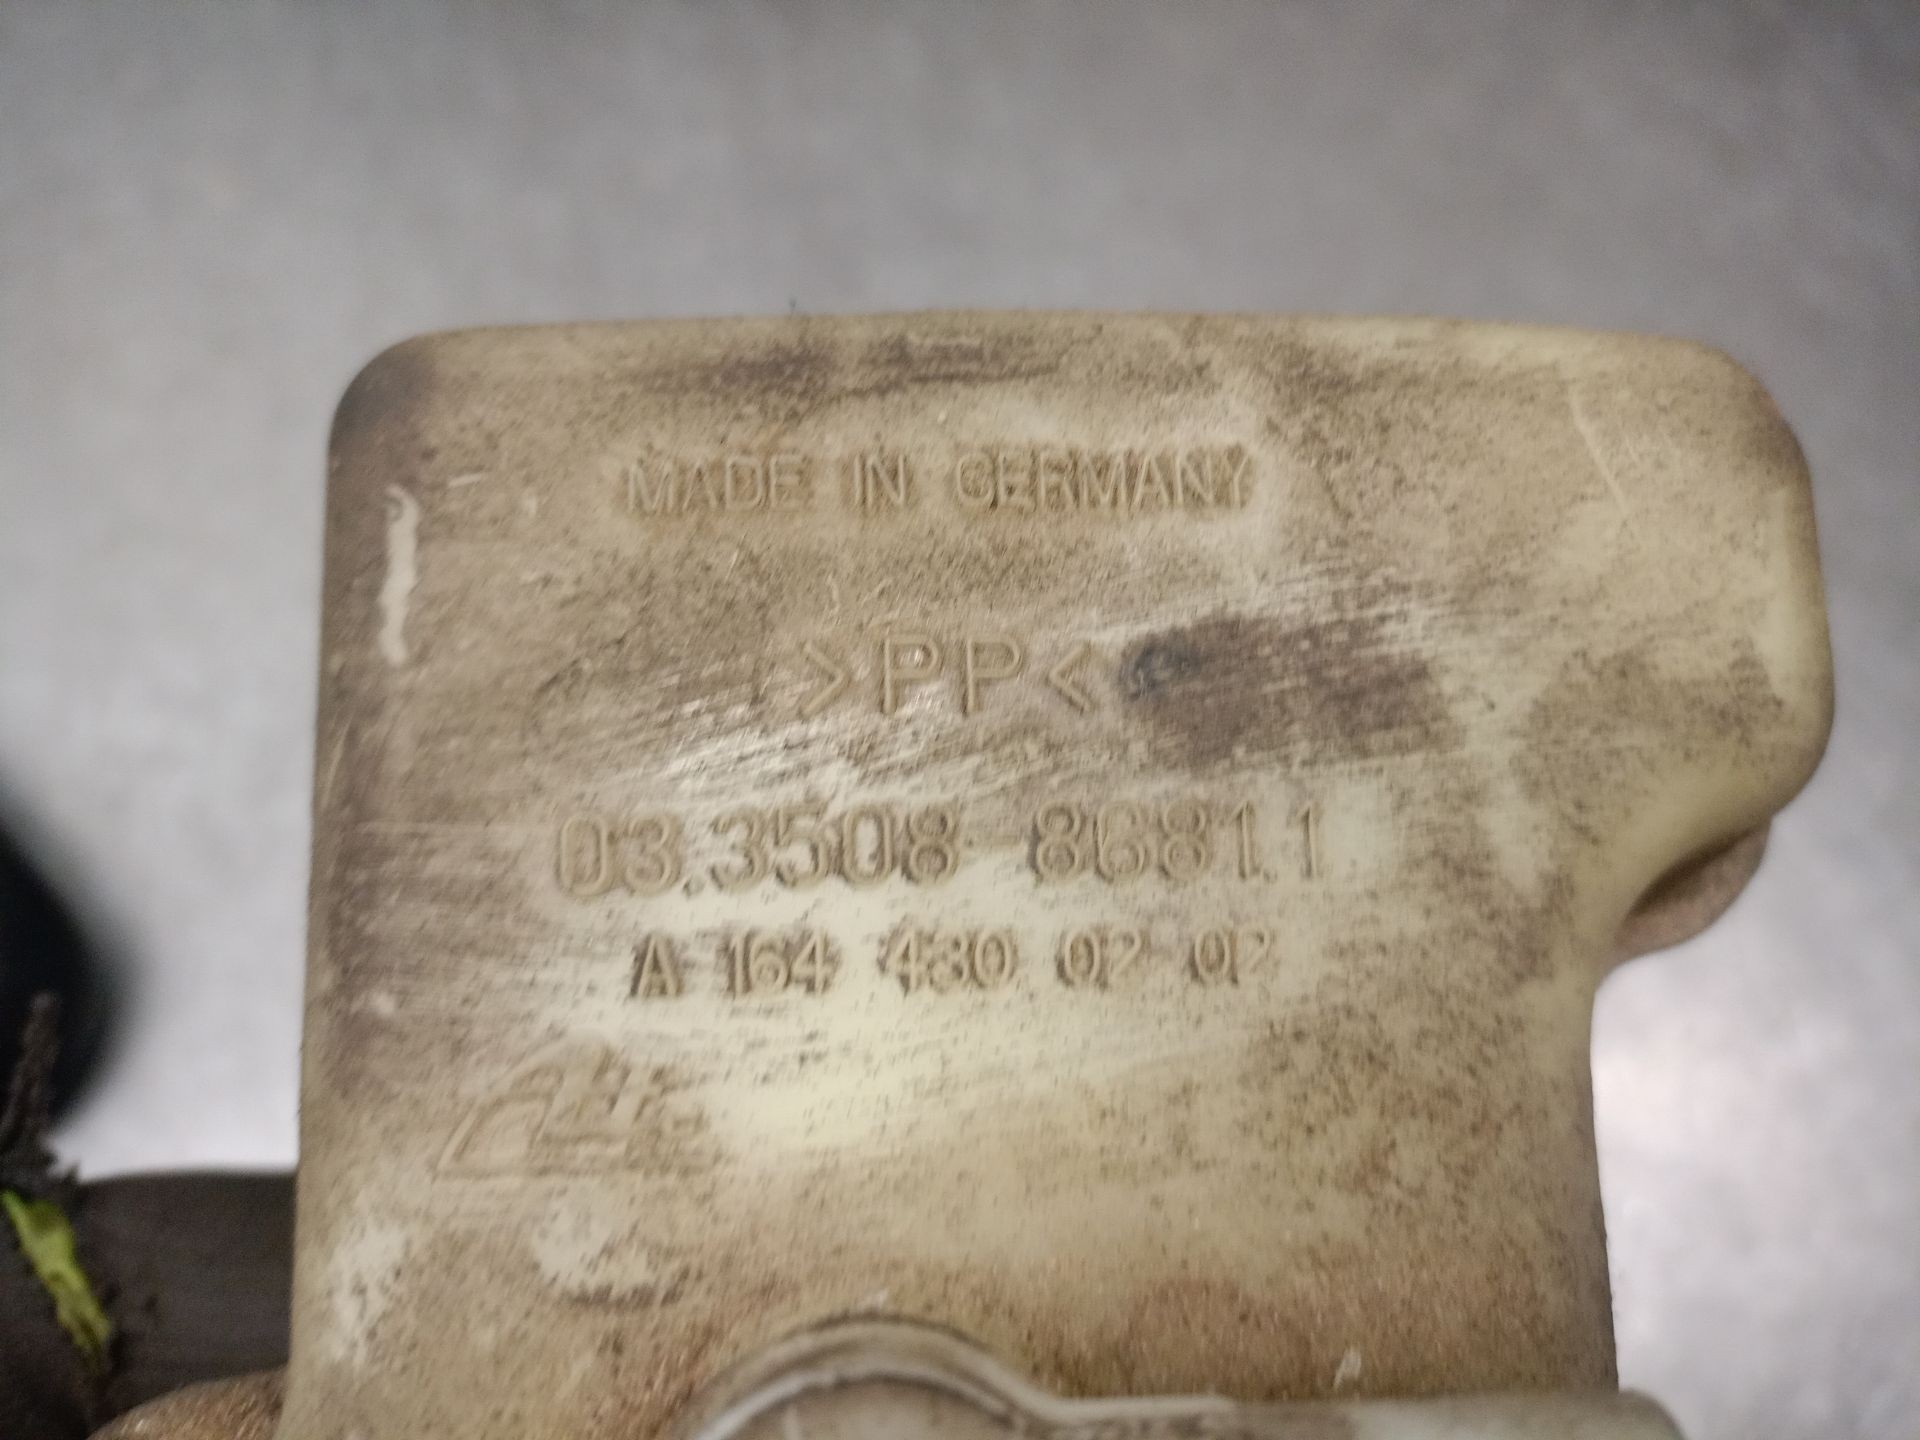 MADE IN GERMANY
>PP<
03.3508-8681.1
A 164 430 02 02